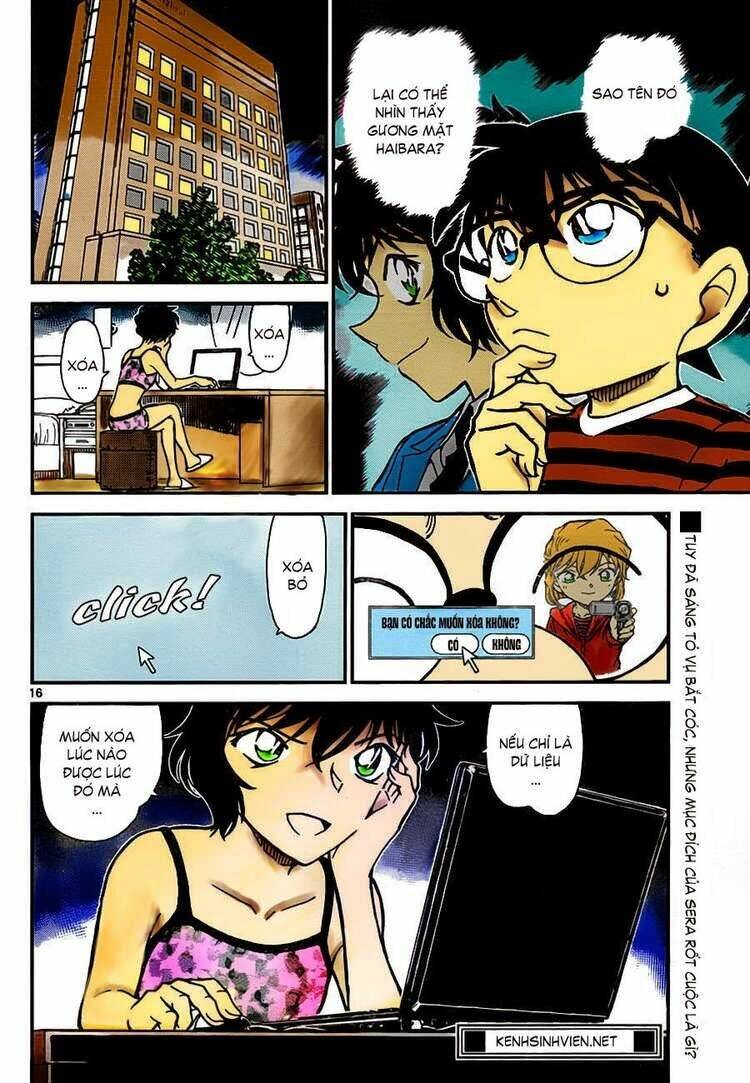 SAO TÊN ĐÓ
LẠI CÓ THỂ
NHÌN THẤY
GƯƠNG MẶT
HAIBARA?
XÓA
...
XÓA
...
XÓA
BỎ
click!
BẠN CÓ CHẮC MUỐN XÓA KHÔNG?
CÓ
KHÔNG
TUY ĐÃ SÁNG TỎ VỤ BẮT CÓC, NHƯNG MỤC ĐÍCH CỦA SERA RỐT CUỘC LÀ GÌ?
16
NẾU CHỈ LÀ
DỮ LIỆU
...
MUỐN XÓA
LÚC NÀO
ĐƯỢC LÚC
ĐÓ MÀ
...
KENHSINHVIEN.NET